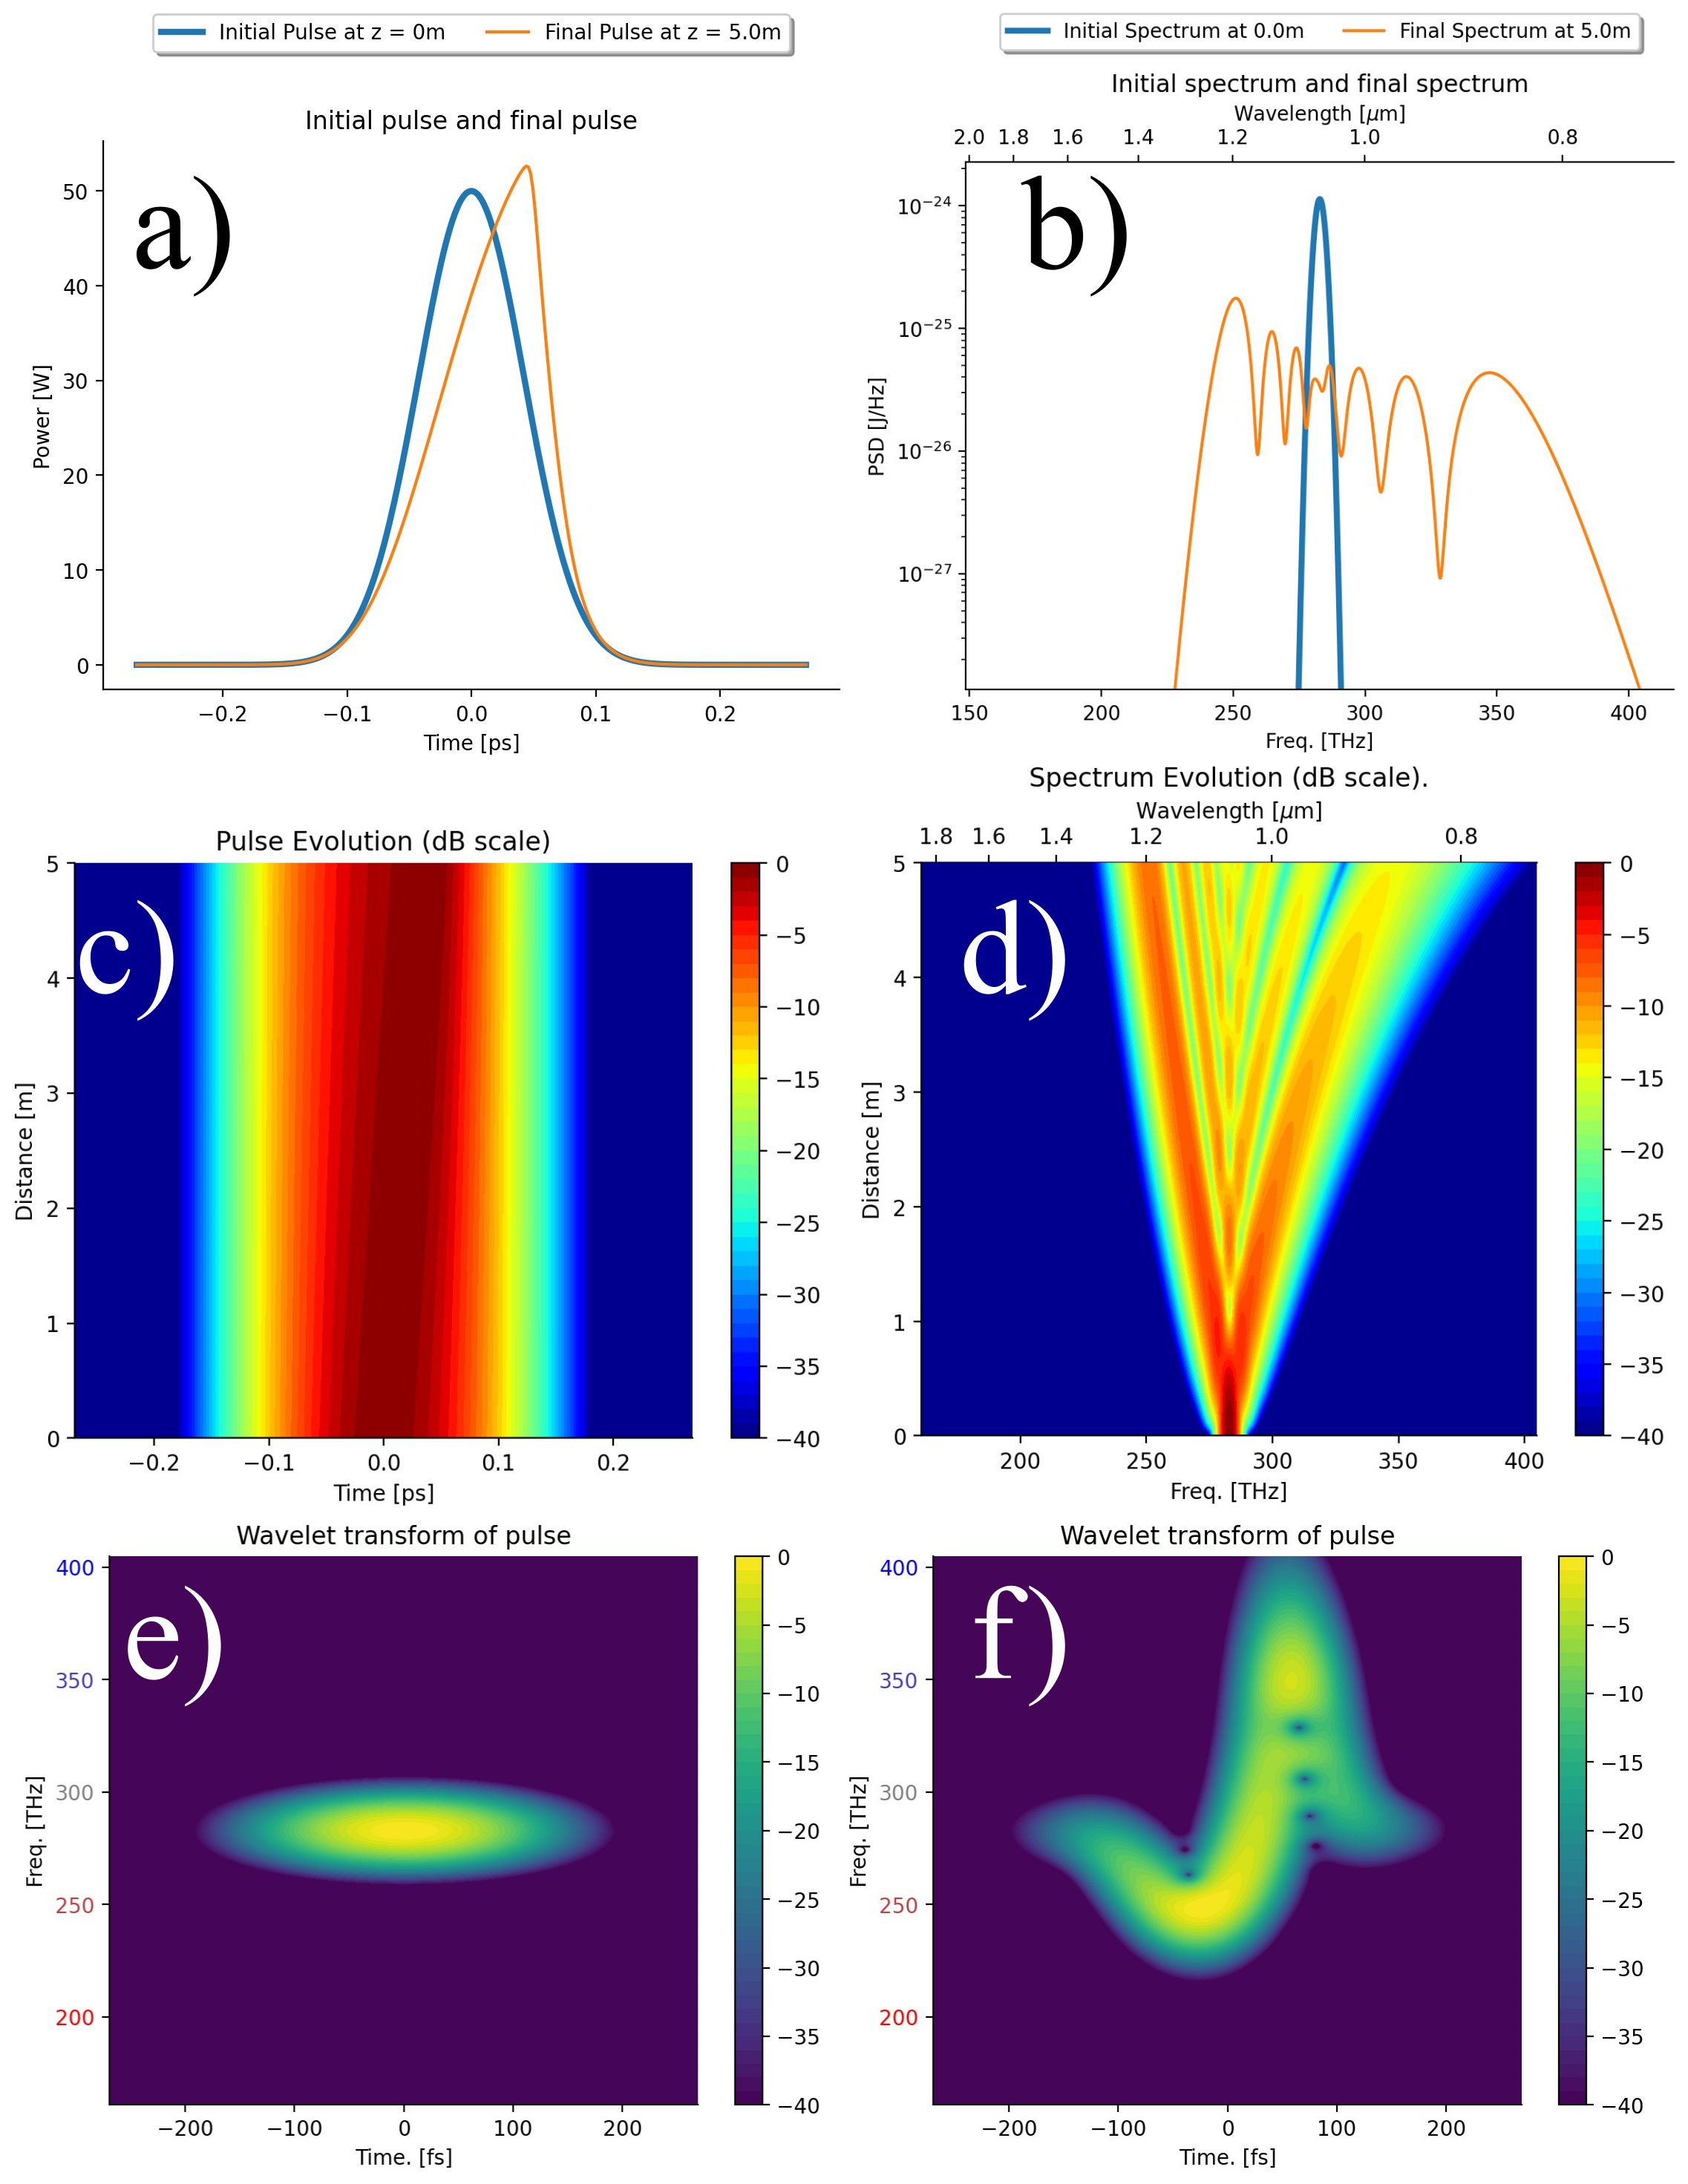 Initial Pulse at z = 0m Final Pulse at z = 5.0m
Initial pulse and final pulse
a)
50
40
30
20
10
0
Power [W]
−0.2 −0.1 0.0 0.1 0.2
Time [ps]
Initial Spectrum at 0.0m Final Spectrum at 5.0m
Initial spectrum and final spectrum
Wavelength [μm]
2.0 1.8 1.6 1.4 1.2 1.0 0.8
b)
10⁻²⁴
10⁻²⁵
10⁻²⁶
10⁻²⁷
PSD [J/Hz]
150 200 250 300 350 400
Freq. [THz]
Pulse Evolution (dB scale)
c)
5
4
3
2
1
0
Distance [m]
−0.2 −0.1 0.0 0.1 0.2
Time [ps]
0
−5
−10
−15
−20
−25
−30
−35
−40
Spectrum Evolution (dB scale).
Wavelength [μm]
1.8 1.6 1.4 1.2 1.0 0.8
d)
5
4
3
2
1
0
Distance [m]
200 250 300 350 400
Freq. [THz]
0
−5
−10
−15
−20
−25
−30
−35
−40
Wavelet transform of pulse
e)
400
350
300
250
200
Freq. [THz]
−200 −100 0 100 200
Time. [fs]
0
−5
−10
−15
−20
−25
−30
−35
−40
Wavelet transform of pulse
f)
400
350
300
250
200
Freq. [THz]
−200 −100 0 100 200
Time. [fs]
0
−5
−10
−15
−20
−25
−30
−35
−40